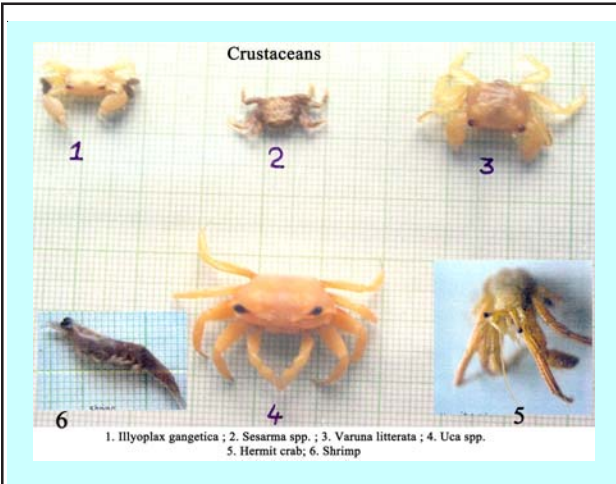 Crustaceans
1
2
3
4
5
6
1. Illyoplax gangetica ; 2. Sesarma spp. ; 3. Varuna litterata ; 4. Uca spp.
5. Hermit crab; 6. Shrimp